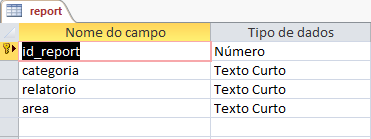 report
Nome do campo Tipo de dados
id_report Número
categoria Texto Curto
relatorio Texto Curto
area Texto Curto